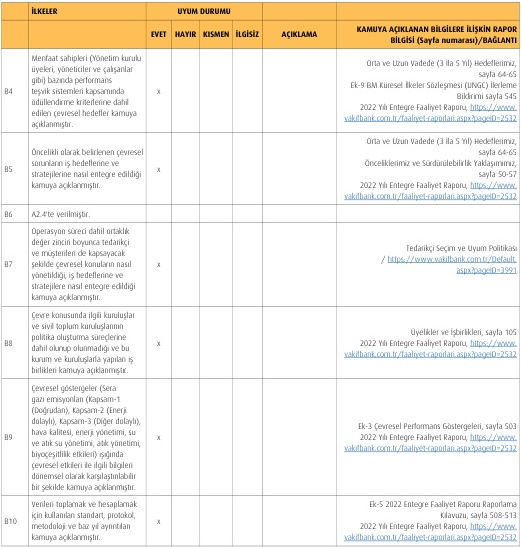 İLKELER
UYUM DURUMU
EVET HAYIR KISMEN İLGİSİZ AÇIKLAMA
KAMUYA AÇIKLANAN BİLGİLERE İLİŞKİN RAPOR
BİLGİSİ (Sayfa numarası)/BAĞLANTI
B4
Menfaat sahipleri (Yönetim kurulu
üyeleri, yöneticiler ve çalışanlar
gibi) bazında performans
teşvik sistemleri kapsamında
ödüllendirme kriterlerine dahil
edilen çevresel hedefler kamuya
açıklanmıştır.
x
Orta ve Uzun Vadede (3 ila 5 Yıl) Hedeflerimiz,
sayfa 64-65
Ek-9 BM Küresel İlkeler Sözleşmesi (UNGC) İlerleme
Bildirimi sayfa 545
2022 Yılı Entegre Faaliyet Raporu, https://www.
vakifbank.com.tr/faaliyet-raporlari.aspx?pageID=2532
B5
Öncelikli olarak belirlenen çevresel
sorunların iş hedeflerine ve
stratejilerine nasıl entegre edildiği
kamuya açıklanmıştır.
x
Orta ve Uzun Vadede (3 ila 5 Yıl) Hedeflerimiz,
sayfa 64-65
Önceliklerimiz ve Sürdürülebilirlik Yaklaşımımız,
sayfa 50-57
2022 Yılı Entegre Faaliyet Raporu, https://www.
vakifbank.com.tr/faaliyet-raporlari.aspx?pageID=2532
B6
A2.4'te verilmiştir.
B7
Operasyon süreci dahil ortaklık
değer zinciri boyunca tedarikçi
ve müşterileri de kapsayacak
şekilde çevresel konuların nasıl
yönetildiği, iş hedeflerine ve
stratejilere nasıl entegre edildiği
kamuya açıklanmıştır.
x
Tedarikçi Seçim ve Uyum Politikası
/ https://www.vakifbank.com.tr/Default.
aspx?pageID=3991
B8
Çevre konusunda ilgili kuruluşlar
ve sivil toplum kuruluşlarının
politika oluşturma süreçlerine
dahil olunup olunmadığı ve bu
kurum ve kuruluşlarla yapılan iş
birlikleri kamuya açıklanmıştır.
x
Üyelikler ve İşbirlikleri, sayfa 105
2022 Yılı Entegre Faaliyet Raporu, https://www.
vakifbank.com.tr/faaliyet-raporlari.aspx?pageID=2532
B9
Çevresel göstergeler (Sera
gazı emisyonları (Kapsam-1
(Doğrudan), Kapsam-2 (Enerji
dolaylı), Kapsam-3 (Diğer dolaylı),
hava kalitesi, enerji yönetimi, su
ve atık su yönetimi, atık yönetimi,
biyoçeşitlilik etkileri) ışığında
çevresel etkileri ile ilgili bilgileri
dönemsel olarak karşılaştırılabilir
bir şekilde kamuya açıklanmıştır.
x
Ek-3 Çevresel Performans Göstergeleri, sayfa 503
2022 Yılı Entegre Faaliyet Raporu, https://www.
vakifbank.com.tr/faaliyet-raporlari.aspx?pageID=2532
B10
Verileri toplamak ve hesaplamak
için kullanılan standart, protokol,
metodoloji ve baz yıl ayrıntıları
kamuya açıklanmıştır.
x
Ek-5 2022 Entegre Faaliyet Raporu Raporlama
Kılavuzu, sayfa 508-513
2022 Yılı Entegre Faaliyet Raporu, https://www.
vakifbank.com.tr/faaliyet-raporlari.aspx?pageID=2532